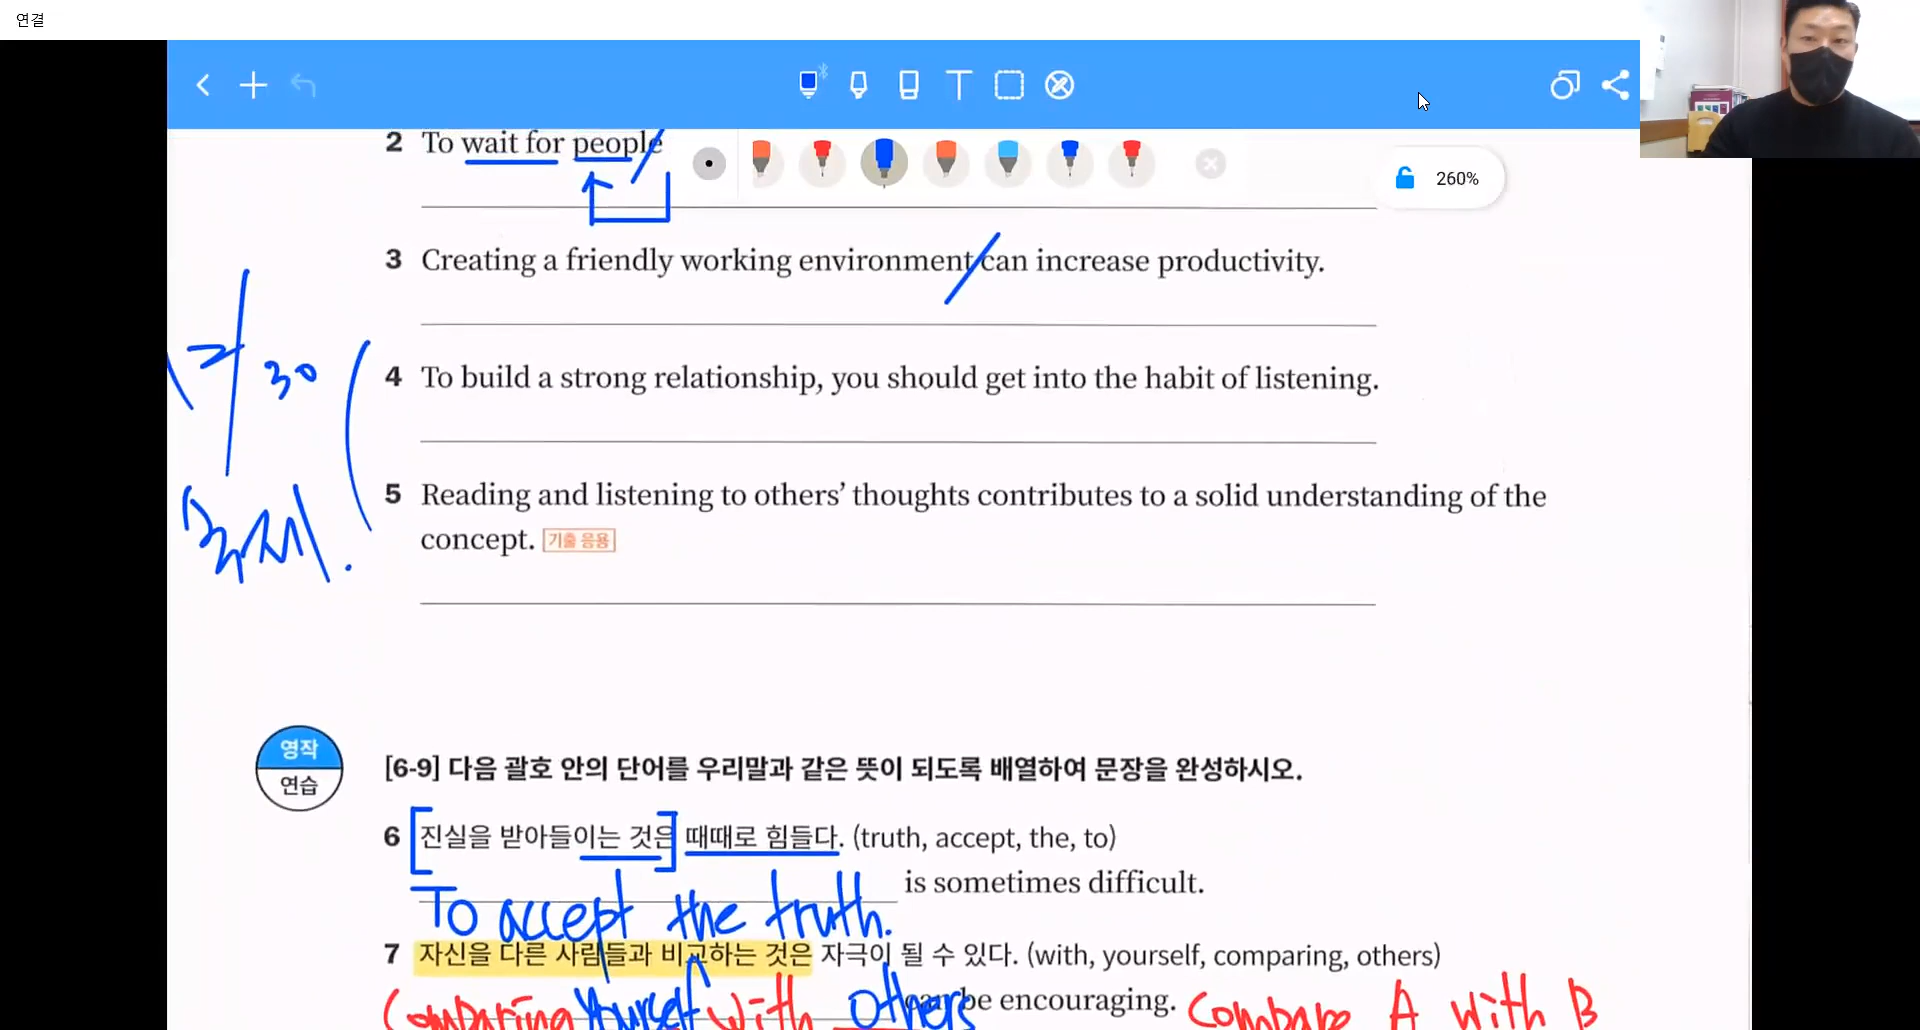 연결
260%
2 To wait for people
3 Creating a friendly working environment can increase productivity.
12/30
4 To build a strong relationship, you should get into the habit of listening.
5 Reading and listening to others’ thoughts contributes to a solid understanding of the
concept. 기출 응용
숙제.
영작
연습
[6-9] 다음 괄호 안의 단어를 우리말과 같은 뜻이 되도록 배열하여 문장을 완성하시오.
6 진실을 받아들이는 것은 때때로 힘들다. (truth, accept, the, to)
To accept the truth. is sometimes difficult.
7 자신을 다른 사람들과 비교하는 것은 자극이 될 수 있다. (with, yourself, comparing, others)
Comparing yourself with others can be encouraging. Compare A with B